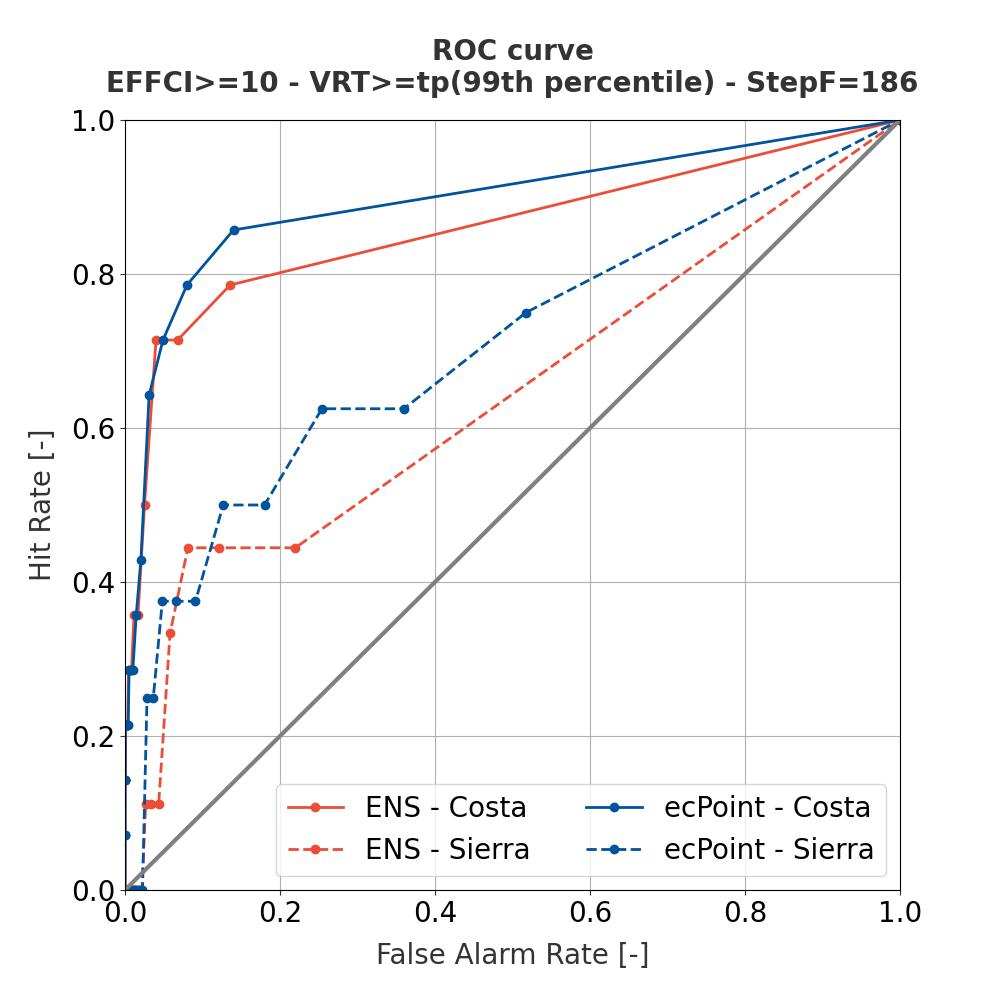 ROC curve
EFFCI>=10 - VRT>=tp(99th percentile) - StepF=186
1.0
0.8
0.6
0.4
0.2
0.0
Hit Rate [-]
ENS - Costa
ENS - Sierra
ecPoint - Costa
ecPoint - Sierra
0.0 0.2 0.4 0.6 0.8 1.0
False Alarm Rate [-]